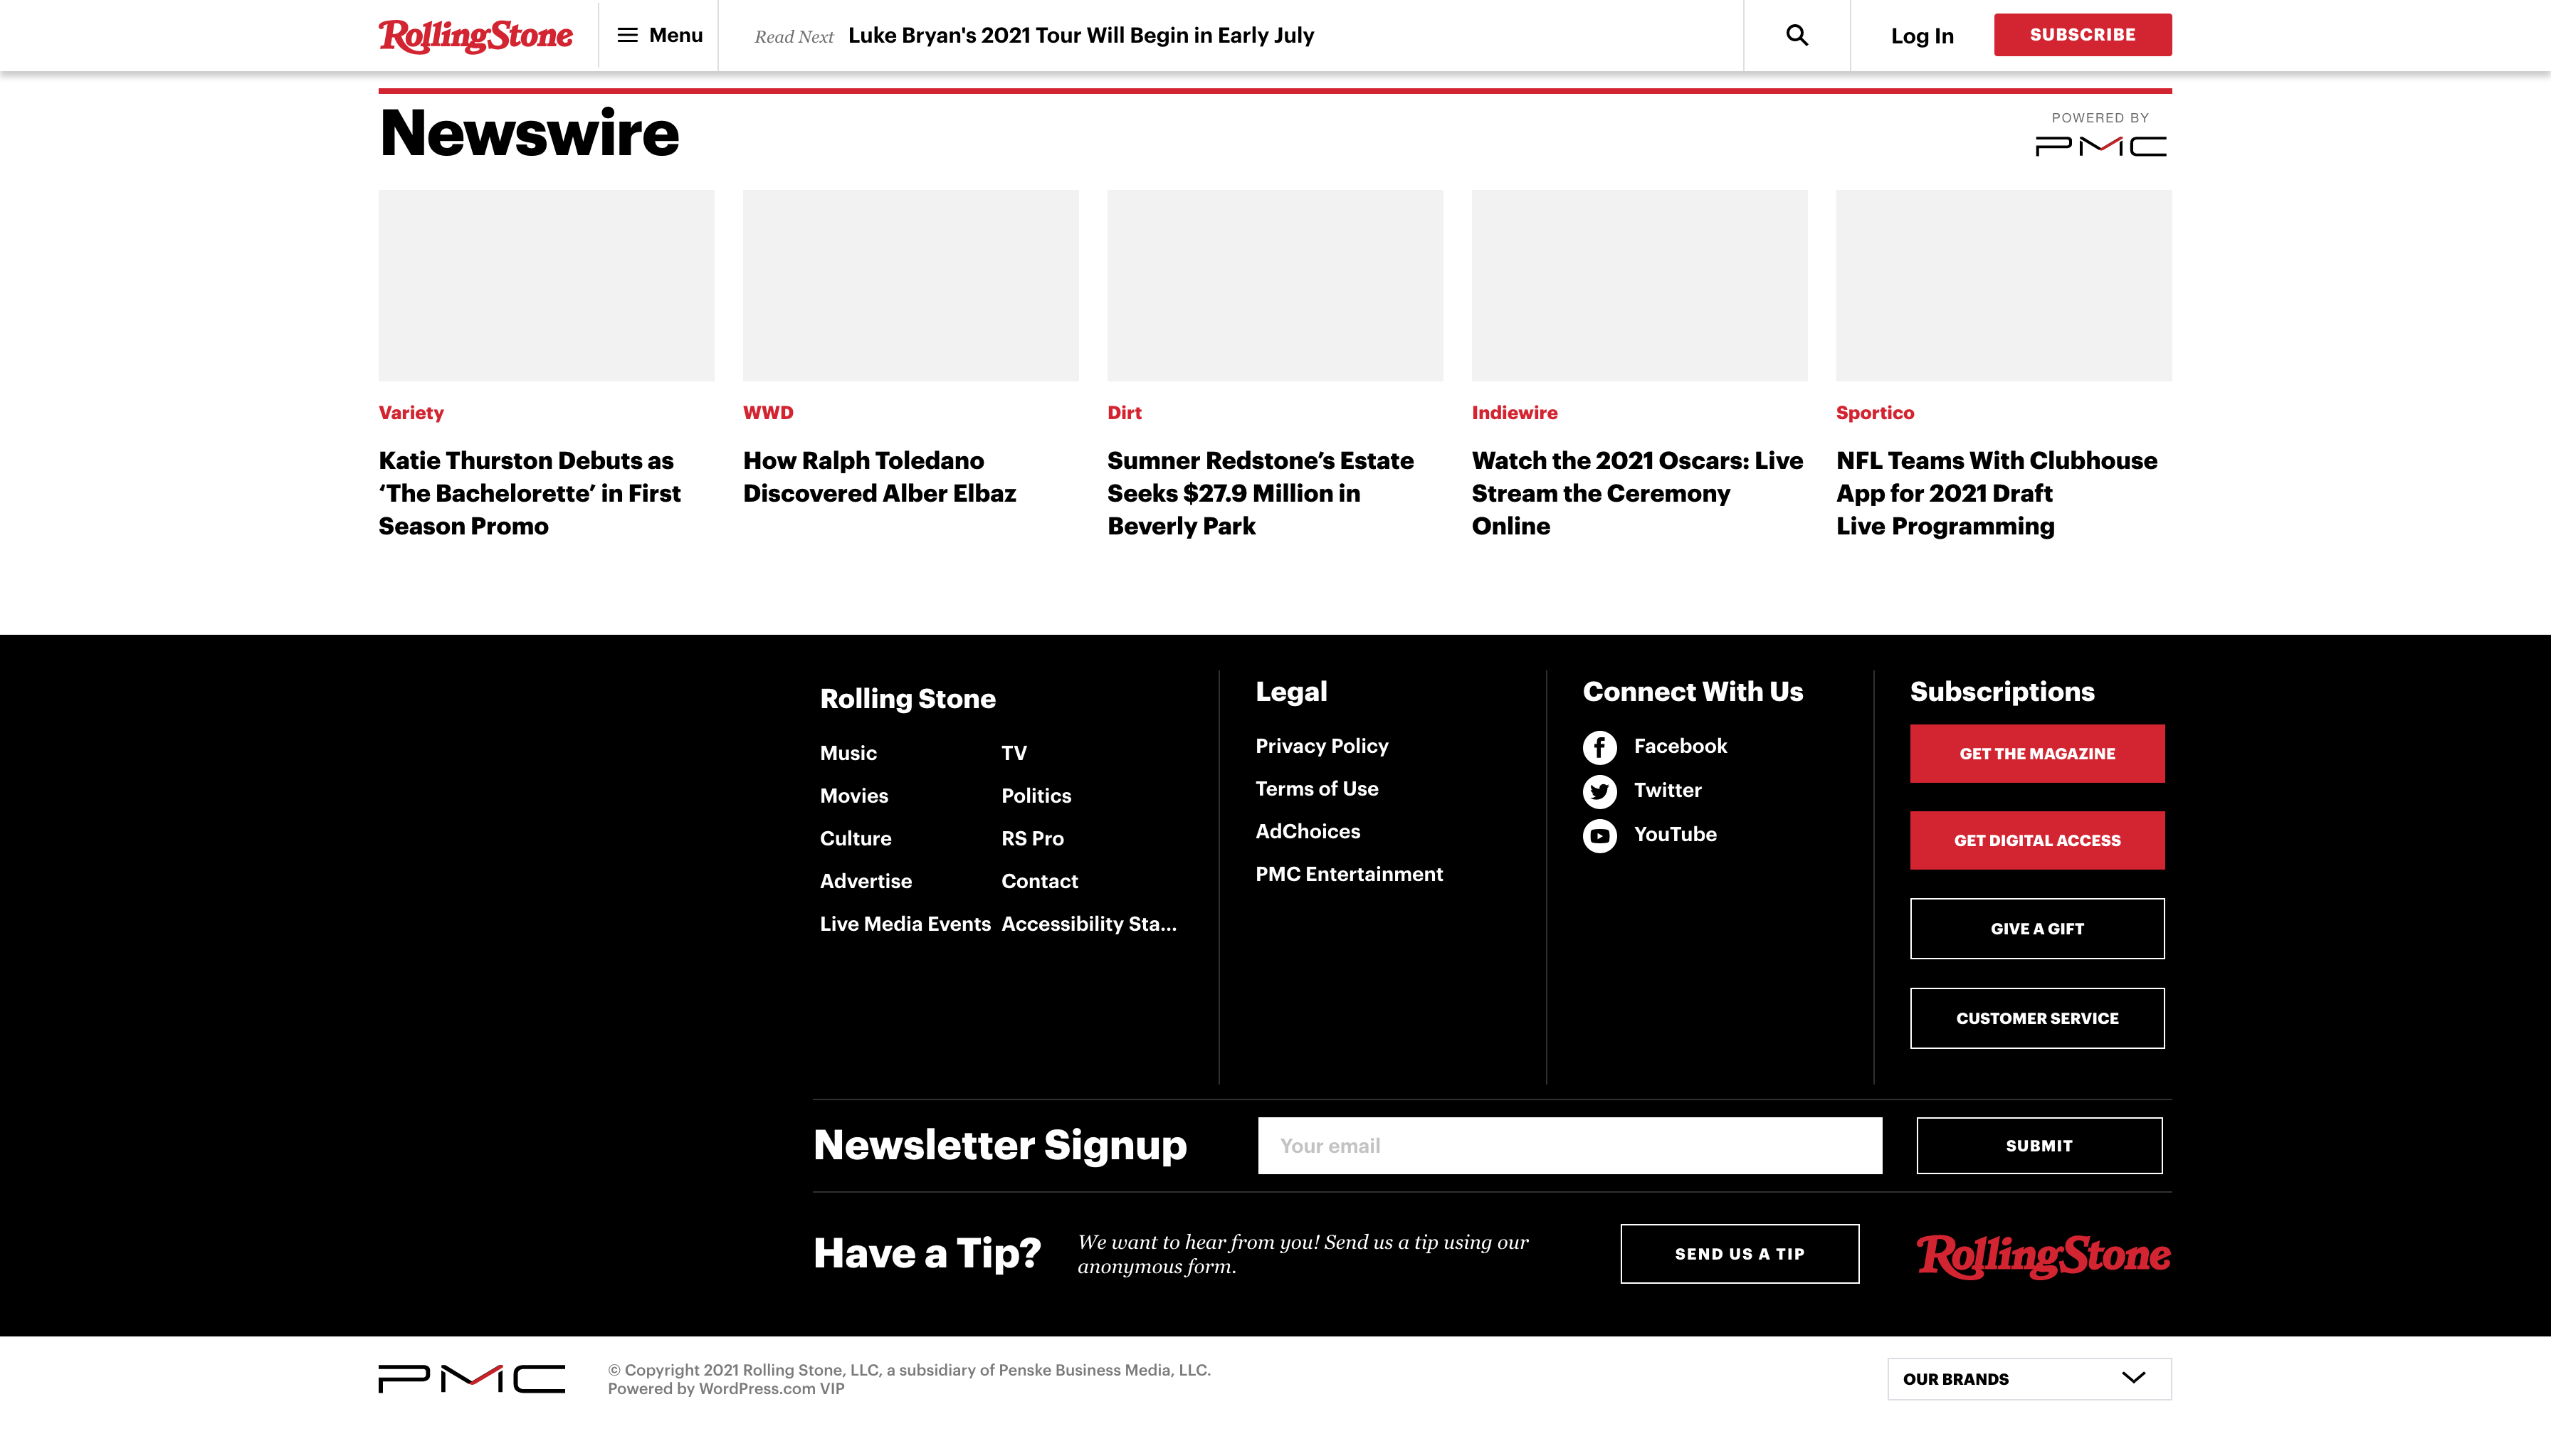 RollingStone
Menu
Read Next Luke Bryan's 2021 Tour Will Begin in Early July
Log In
SUBSCRIBE
Newswire
POWERED BY
PMC
Variety
Katie Thurston Debuts as
‘The Bachelorette’ in First
Season Promo
WWD
How Ralph Toledano
Discovered Alber Elbaz
Dirt
Sumner Redstone’s Estate
Seeks $27.9 Million in
Beverly Park
Indiewire
Watch the 2021 Oscars: Live
Stream the Ceremony
Online
Sportico
NFL Teams With Clubhouse
App for 2021 Draft
Live Programming
Rolling Stone
Music
TV
Movies
Politics
Culture
RS Pro
Advertise
Contact
Live Media Events
Accessibility Sta...
Legal
Privacy Policy
Terms of Use
AdChoices
PMC Entertainment
Connect With Us
Facebook
Twitter
YouTube
Subscriptions
GET THE MAGAZINE
GET DIGITAL ACCESS
GIVE A GIFT
CUSTOMER SERVICE
Newsletter Signup
Your email
SUBMIT
Have a Tip?
We want to hear from you! Send us a tip using our
anonymous form.
SEND US A TIP
RollingStone
PMC
© Copyright 2021 Rolling Stone, LLC, a subsidiary of Penske Business Media, LLC.
Powered by WordPress.com VIP
OUR BRANDS